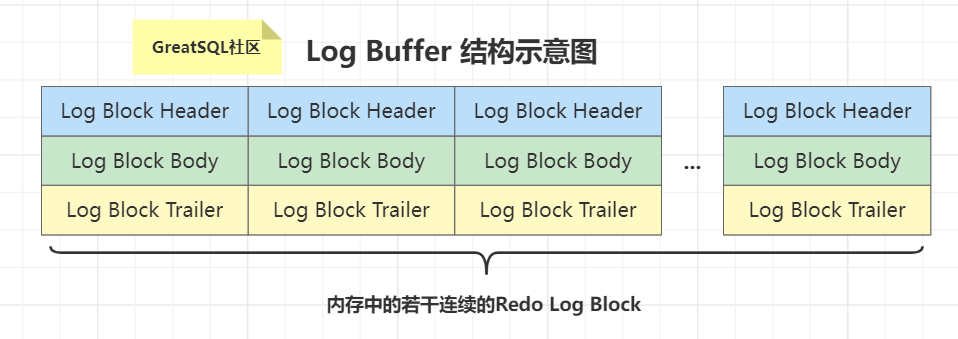 GreatSQL社区
Log Buffer 结构示意图
Log Block Header Log Block Header Log Block Header Log Block Header
Log Block Body Log Block Body Log Block Body ... Log Block Body
Log Block Trailer Log Block Trailer Log Block Trailer Log Block Trailer
内存中的若干连续的Redo Log Block